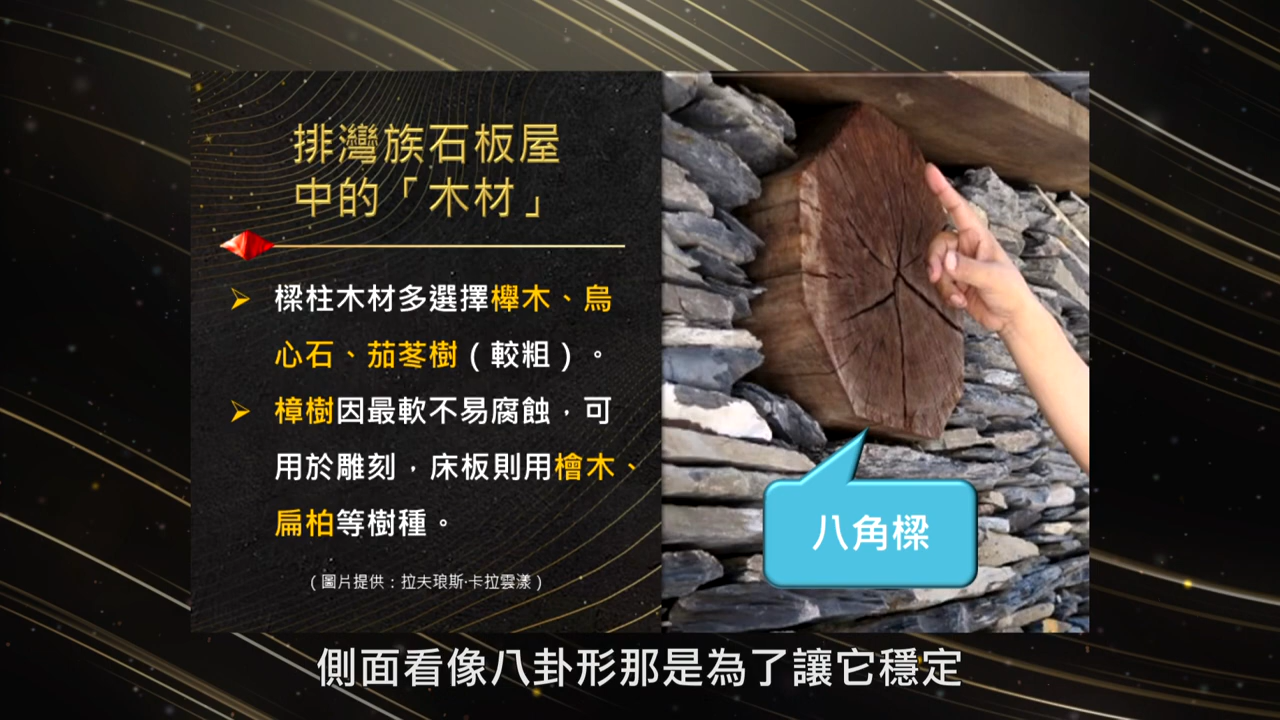 排灣族石板屋
中的「木材」
樑柱木材多選擇櫸木、烏
心石、茄苳樹（較粗）。
樟樹因最軟不易腐蝕，可
用於雕刻，床板則用檜木、
扁柏等樹種。
（圖片提供：拉夫琅斯·卡拉雲漾）
八角樑
側面看像八卦形那是為了讓它穩定